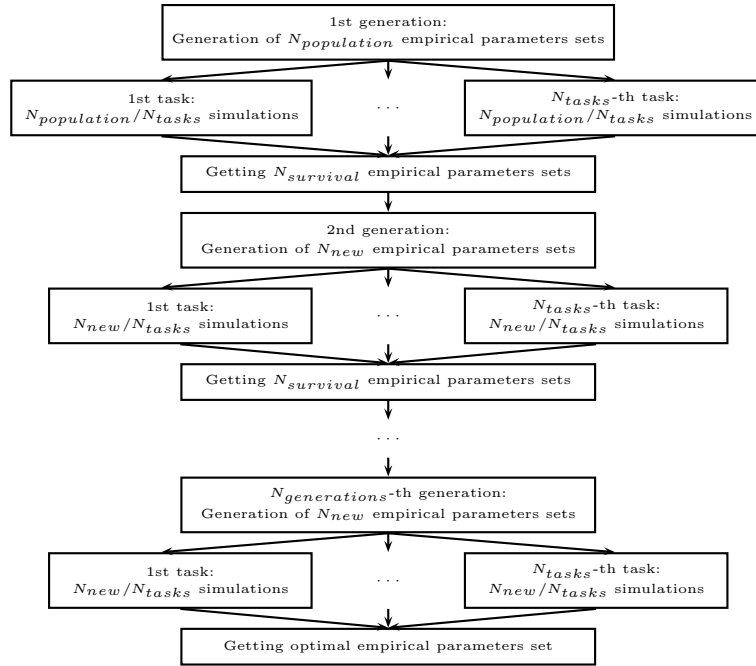 1st generation:
Generation of N_population empirical parameters sets
1st task:
N_population/N_tasks simulations
...
N_tasks-th task:
N_population/N_tasks simulations
Getting N_survival empirical parameters sets
2nd generation:
Generation of N_new empirical parameters sets
1st task:
N_new/N_tasks simulations
...
N_tasks-th task:
N_new/N_tasks simulations
Getting N_survival empirical parameters sets
...
N_generations-th generation:
Generation of N_new empirical parameters sets
1st task:
N_new/N_tasks simulations
...
N_tasks-th task:
N_new/N_tasks simulations
Getting optimal empirical parameters set